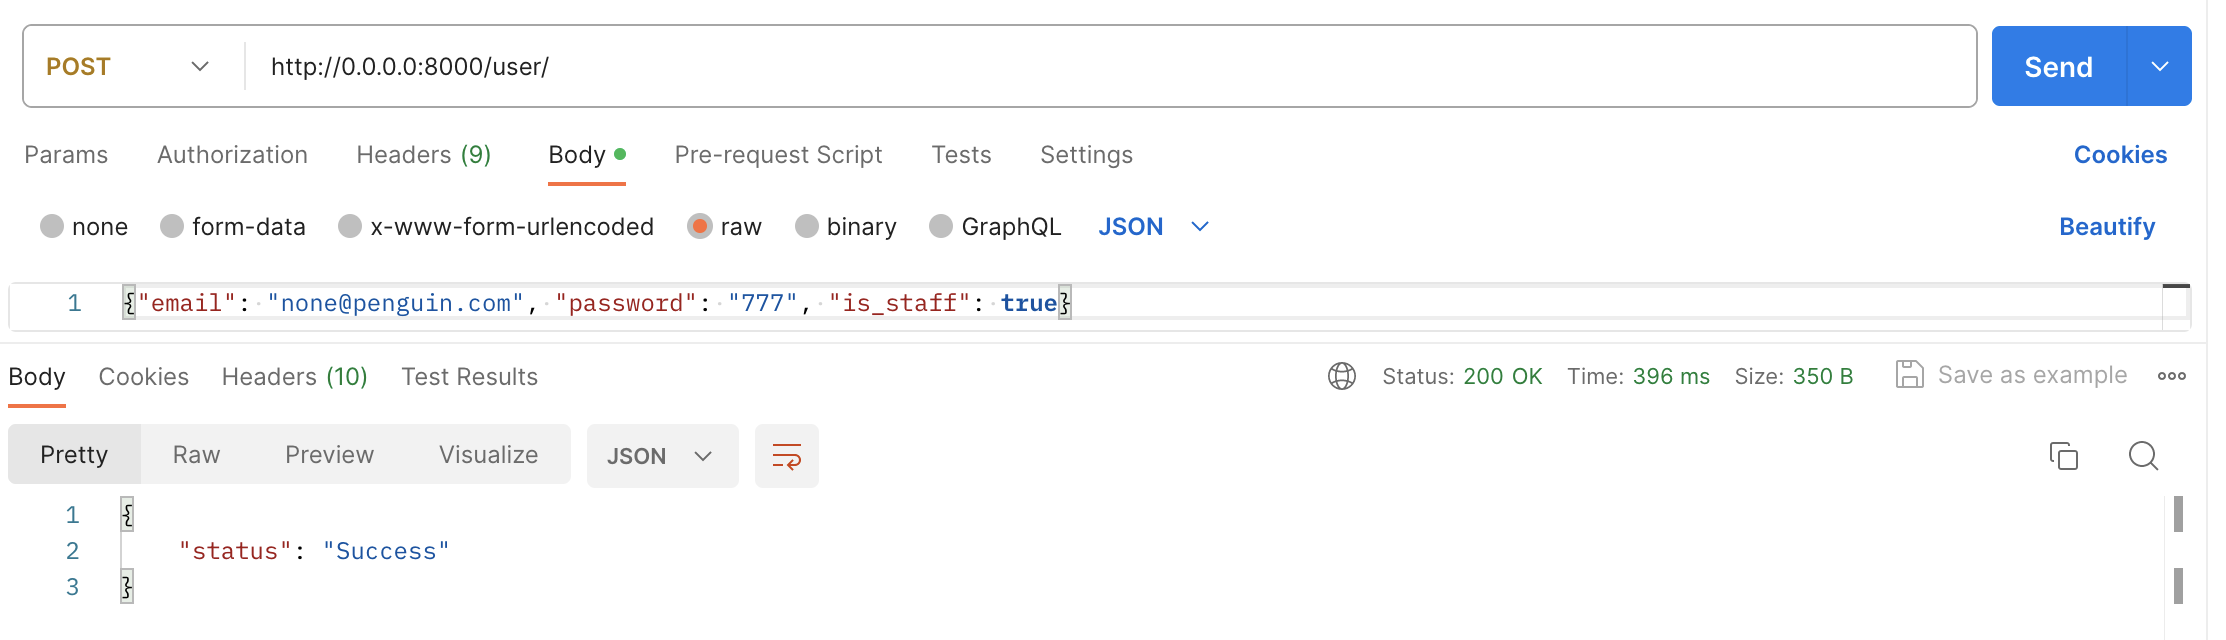 POST http://0.0.0.0:8000/user/ Send
Params Authorization Headers (9) Body Pre-request Script Tests Settings Cookies
none form-data x-www-form-urlencoded raw binary GraphQL JSON Beautify
1 {"email": "none@penguin.com", "password": "777", "is_staff": true}
Body Cookies Headers (10) Test Results Status: 200 OK Time: 396 ms Size: 350 B Save as example
Pretty Raw Preview Visualize JSON
1 {
2 "status": "Success"
3 }